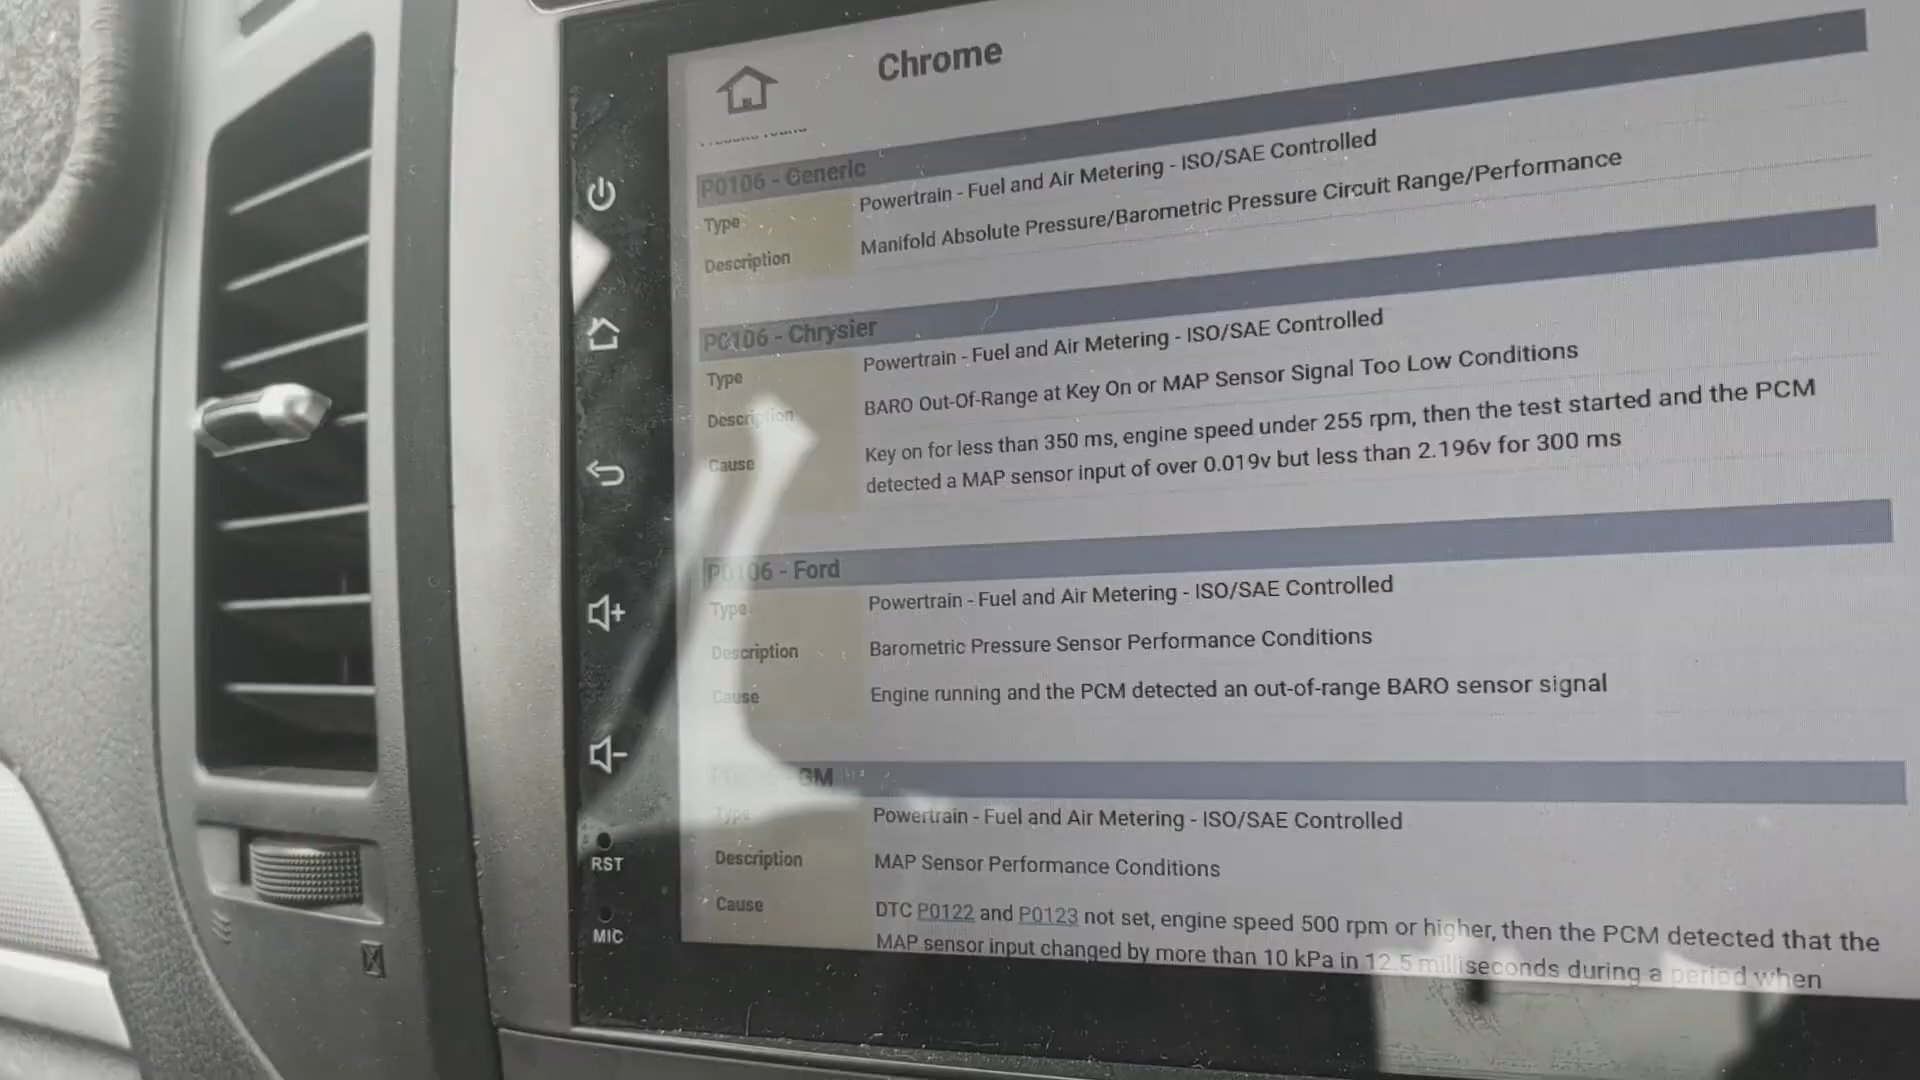 Chrome
P0106 - Generic
Type
Powertrain - Fuel and Air Metering - ISO/SAE Controlled
Description
Manifold Absolute Pressure/Barometric Pressure Circuit Range/Performance
P0106 - Chrysler
Type
Powertrain - Fuel and Air Metering - ISO/SAE Controlled
Description
BARO Out-Of-Range at Key On or MAP Sensor Signal Too Low Conditions
Cause
Key on for less than 350 ms, engine speed under 255 rpm, then the test started and the PCM
detected a MAP sensor input of over 0.019v but less than 2.196v for 300 ms
P0106 - Ford
Type
Powertrain - Fuel and Air Metering - ISO/SAE Controlled
Description
Barometric Pressure Sensor Performance Conditions
Cause
Engine running and the PCM detected an out-of-range BARO sensor signal
- GM
Type
Powertrain - Fuel and Air Metering - ISO/SAE Controlled
Description
MAP Sensor Performance Conditions
Cause
DTC P0122 and P0123 not set, engine speed 500 rpm or higher, then the PCM detected that the
MAP sensor input changed by more than 10 kPa in 12.5 milliseconds during a period when
RST
MIC